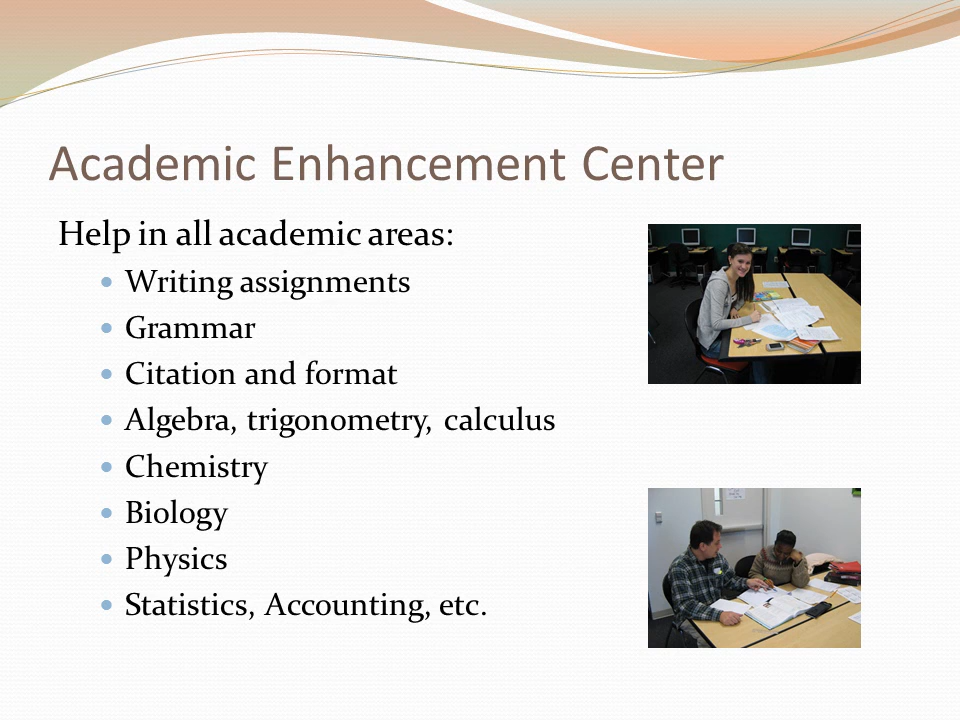 Academic Enhancement Center
Help in all academic areas:
Writing assignments
Grammar
Citation and format
Algebra, trigonometry, calculus
Chemistry
Biology
Physics
Statistics, Accounting, etc.